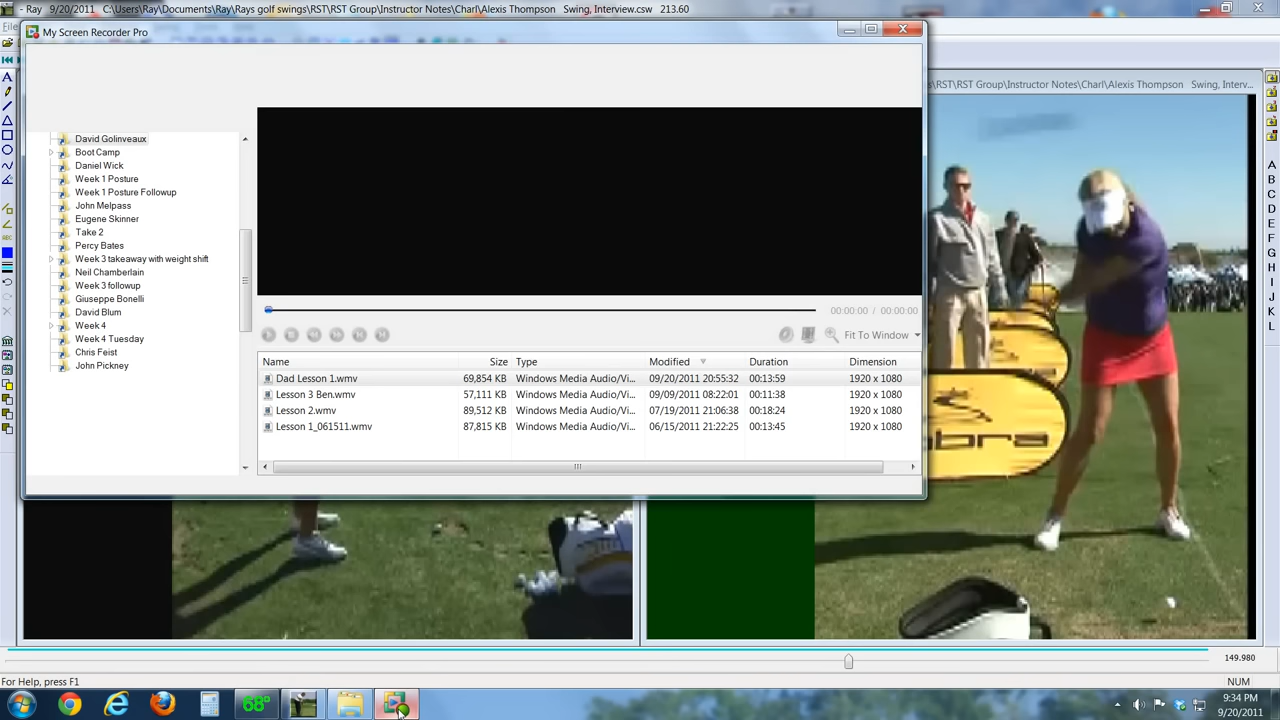 - Ray 9/20/2011 C:\Users\Ray\Documents\Ray\Rays golf swings\RST\RST Group\Instructor Notes\Charl\Alexis Thompson Swing, Interview.csw 213.60
My Screen Recorder Pro
\RST\RST Group\Instructor Notes\Charl\Alexis Thompson Swing, Interv...
David Golinveaux
Boot Camp
Daniel Wick
Week 1 Posture
Week 1 Posture Followup
John Melpass
Eugene Skinner
Take 2
Percy Bates
Week 3 takeaway with weight shift
Neil Chamberlain
Week 3 followup
Giuseppe Bonelli
David Blum
Week 4
Week 4 Tuesday
Chris Feist
John Pickney
00:00:00 / 00:00:00
Fit To Window
Name Size Type Modified Duration Dimension
Dad Lesson 1.wmv 69,854 KB Windows Media Audio/Vi... 09/20/2011 20:55:32 00:13:59 1920 x 1080
Lesson 3 Ben.wmv 57,111 KB Windows Media Audio/Vi... 09/09/2011 08:22:01 00:11:38 1920 x 1080
Lesson 2.wmv 89,512 KB Windows Media Audio/Vi... 07/19/2011 21:06:38 00:18:24 1920 x 1080
Lesson 1_061511.wmv 87,815 KB Windows Media Audio/Vi... 06/15/2011 21:22:25 00:13:45 1920 x 1080
A
B
C
D
E
F
G
H
I
J
K
L
bra
149.980
For Help, press F1 NUM
68°
9:34 PM
9/20/2011